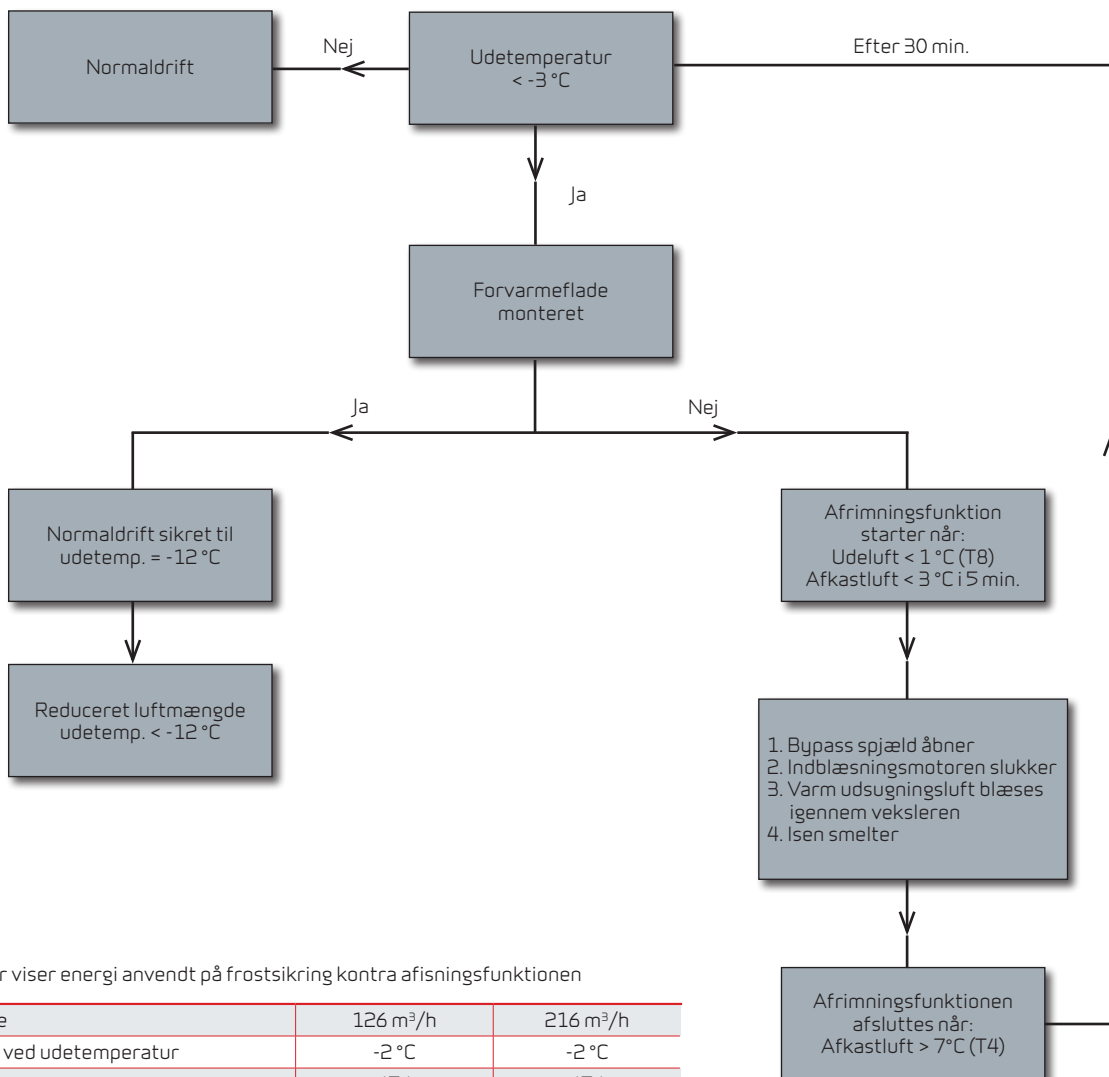 Normaldrift
Nej
Udetemperatur
< -3 °C
Efter 30 min.
Ja
Forvarmeflade
monteret
Ja
Nej
Normaldrift sikret til
udetemp. = -12 °C
Afrimningsfunktion
starter når:
Udeluft < 1 °C (T8)
Afkastluft < 3 °C i 5 min.
Reduceret luftmængde
udetemp. < -12 °C
1. Bypass spjæld åbner
2. Indblæsningsmotoren slukker
3. Varm udsugningsluft blæses
igennem veksleren
4. Isen smelter
Afrimningsfunktionen
afsluttes når:
Afkastluft > 7°C (T4)
r viser energi anvendt på frostsikring kontra afisningsfunktionen
e 126 m³/h 216 m³/h
ved udetemperatur -2 °C -2 °C